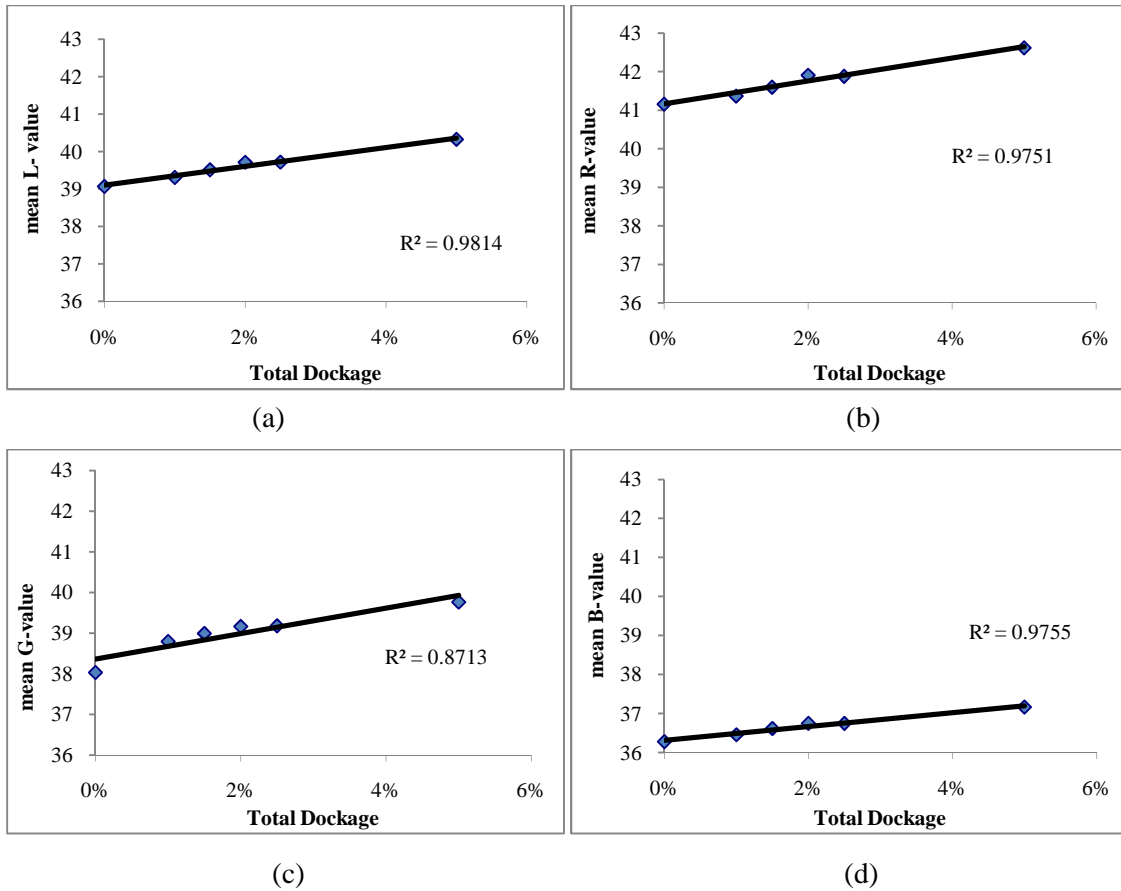 43
42
41
40
39
38
37
36
mean L- value
R² = 0.9814
0% 2% 4% 6%
Total Dockage
(a)
43
42
41
40
39
38
37
36
mean R-value
R² = 0.9751
0% 2% 4% 6%
Total Dockage
(b)
43
42
41
40
39
38
37
36
mean G-value
R² = 0.8713
0% 2% 4% 6%
Total Dockage
(c)
43
42
41
40
39
38
37
36
mean B-value
R² = 0.9755
0% 2% 4% 6%
Total Dockage
(d)